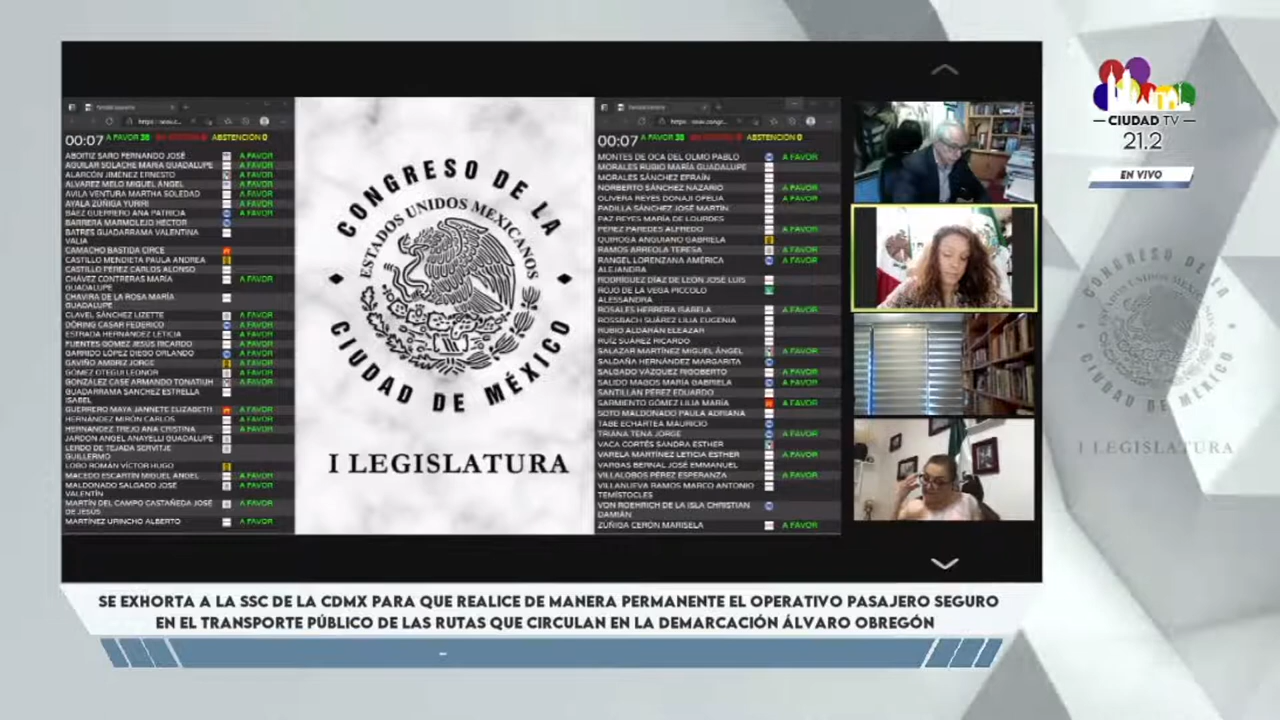 CIUDAD TV
21.2
EN VIVO
00:07 A FAVOR 38 ABSTENCIÓN 0
ABOITIZ SARO FERNANDO JOSÉ A FAVOR
AGUILAR SOLACHE MARÍA GUADALUPE A FAVOR
ALARCÓN JIMÉNEZ ERNESTO A FAVOR
ÁLVAREZ MELO MIGUEL ÁNGEL A FAVOR
ÁVILA VENTURA MARTHA SOLEDAD A FAVOR
AYALA ZÚÑIGA YURIRI A FAVOR
BÁEZ GUERRERO ANA PATRICIA A FAVOR
BARRERA MARMOLEJO HÉCTOR
BATRES GUADARRAMA VALENTINA
VALIA
CAMACHO BASTIDA CIRCE
CASTILLO MENDIETA PAULA ANDREA
CASTILLO PÉREZ CARLOS ALONSO
CHÁVEZ CONTRERAS MARÍA A FAVOR
GUADALUPE
CHAVIRA DE LA ROSA MARÍA
GUADALUPE
CLAVEL SÁNCHEZ LIZETTE A FAVOR
DÖRING CASAR FEDERICO A FAVOR
ESTRADA HERNÁNDEZ LETICIA A FAVOR
FUENTES GÓMEZ JESÚS RICARDO A FAVOR
GARRIDO LÓPEZ DIEGO ORLANDO A FAVOR
GAVIÑO AMBRIZ JORGE A FAVOR
GÓMEZ OTEGUI LEONOR A FAVOR
GONZÁLEZ CASE ARMANDO TONATIUH A FAVOR
GUADARRAMA SÁNCHEZ ESTRELLA
ISABEL
GUERRERO MAYA JANNETE ELIZABETH A FAVOR
HERNÁNDEZ MIRÓN CARLOS A FAVOR
HERNÁNDEZ TREJO ANA CRISTINA A FAVOR
JARDÓN ÁNGEL ANAYELLI GUADALUPE
LERDO DE TEJADA SERVITJE
GUILLERMO
LOBO ROMÁN VÍCTOR HUGO
MACEDO ESCARTÍN MIGUEL ÁNGEL A FAVOR
MALDONADO SALGADO JOSÉ A FAVOR
VALENTÍN
MARTÍN DEL CAMPO CASTAÑEDA JOSÉ A FAVOR
DE JESÚS
MARTÍNEZ URINCHO ALBERTO A FAVOR
CONGRESO DE LA
ESTADOS UNIDOS MEXICANOS
CIUDAD DE MÉXICO
I LEGISLATURA
00:07 A FAVOR 38 ABSTENCIÓN 0
MONTES DE OCA DEL OLMO PABLO A FAVOR
MORALES RUBIO MARÍA GUADALUPE
MORALES SÁNCHEZ EFRAÍN
NORBERTO SÁNCHEZ NAZARIO A FAVOR
OLIVERA REYES DONAJI OFELIA A FAVOR
PADILLA SÁNCHEZ JOSÉ MARTÍN
PAZ REYES MARÍA DE LOURDES
PÉREZ PAREDES ALFREDO A FAVOR
QUIROGA ANGUIANO GABRIELA A FAVOR
RAMOS ARREOLA TERESA A FAVOR
RANGEL LORENZANA AMÉRICA A FAVOR
ALEJANDRA
RODRÍGUEZ DÍAZ DE LEÓN JOSÉ LUIS
ROJO DE LA VEGA PICCOLO
ALESSANDRA
ROSALES HERRERA ISABELA A FAVOR
ROSSBACH SUÁREZ LILIA EUGENIA
RUBIO ALDARÁN ELEAZAR
RUÍZ SUÁREZ RICARDO
SALAZAR MARTÍNEZ MIGUEL ÁNGEL A FAVOR
SALDAÑA HERNÁNDEZ MARGARITA
SALGADO VÁZQUEZ RIGOBERTO A FAVOR
SALIDO MAGOS MARÍA GABRIELA A FAVOR
SANTILLÁN PÉREZ EDUARDO
SARMIENTO GÓMEZ LILIA MARÍA A FAVOR
SOTO MALDONADO PAULA ADRIANA
TABE ECHARTEA MAURICIO
TRIANA TENA JORGE A FAVOR
VACA CORTÉS SANDRA ESTHER
VARELA MARTÍNEZ LETICIA ESTHER A FAVOR
VARGAS BERNAL JOSÉ EMMANUEL
VILLALOBOS PÉREZ ESPERANZA A FAVOR
VILLANUEVA RAMOS MARCO ANTONIO
TEMÍSTOCLES
VON ROEHRICH DE LA ISLA CHRISTIAN
DAMIÁN
ZÚÑIGA CERÓN MARISELA A FAVOR
CONGRESO DE LA
CIUDAD DE MÉXICO
I LEGISLATURA
SE EXHORTA A LA SSC DE LA CDMX PARA QUE REALICE DE MANERA PERMANENTE EL OPERATIVO PASAJERO SEGURO
EN EL TRANSPORTE PÚBLICO DE LAS RUTAS QUE CIRCULAN EN LA DEMARCACIÓN ÁLVARO OBREGÓN